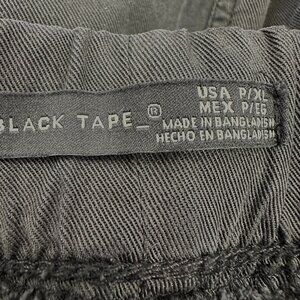 BLACK TAPE_®
USA P/XL
MEX P/EG
MADE IN BANGLADESH
HECHO EN BANGLADESH